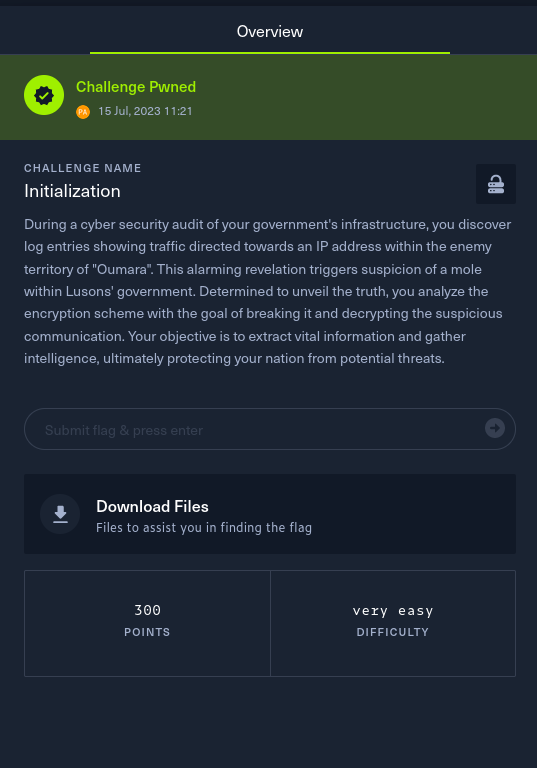 Overview
Challenge Pwned
PA 15 Jul, 2023 11:21
CHALLENGE NAME
Initialization
During a cyber security audit of your government's infrastructure, you discover
log entries showing traffic directed towards an IP address within the enemy
territory of "Oumara". This alarming revelation triggers suspicion of a mole
within Lusons' government. Determined to unveil the truth, you analyze the
encryption scheme with the goal of breaking it and decrypting the suspicious
communication. Your objective is to extract vital information and gather
intelligence, ultimately protecting your nation from potential threats.
Submit flag & press enter
Download Files
Files to assist you in finding the flag
300
POINTS
very easy
DIFFICULTY